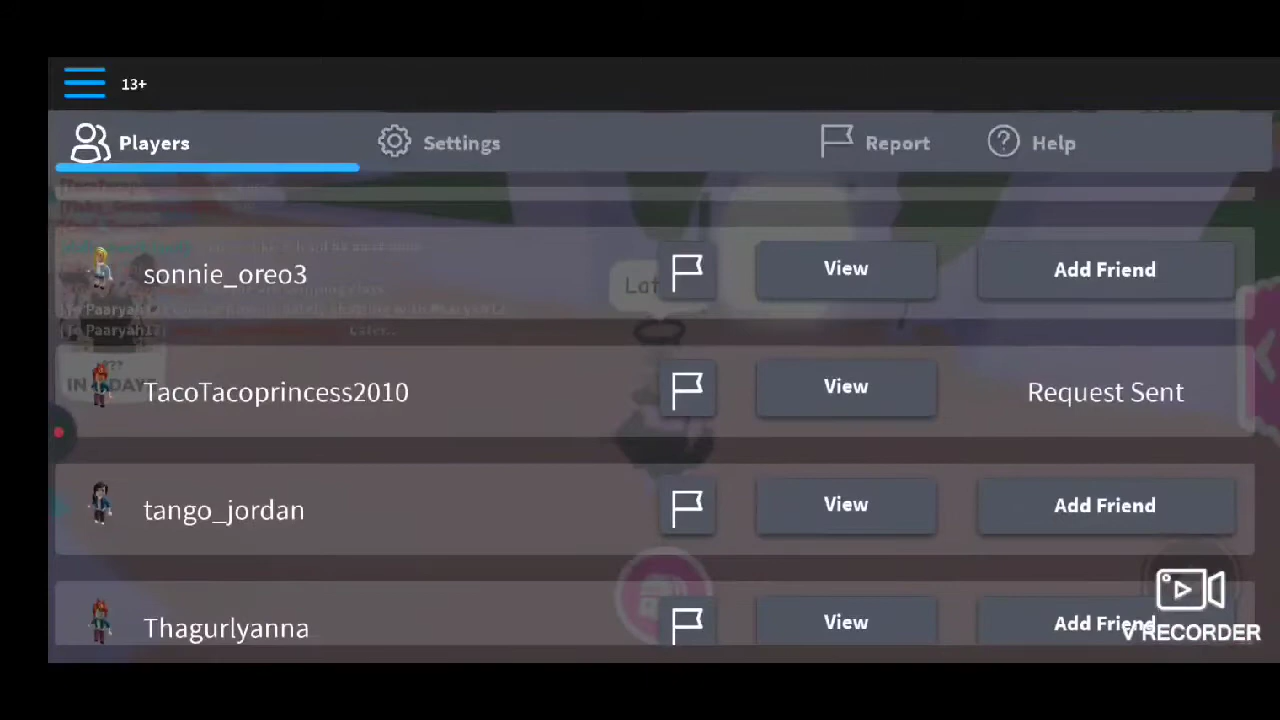 13+
Players
Settings
Report
Help
sonnie_oreo3
View
Add Friend
Lat
TacoTacoprincess2010
View
Request Sent
tango_jordan
View
Add Friend
Thagurlyanna
View
Add Friend
V RECORDER